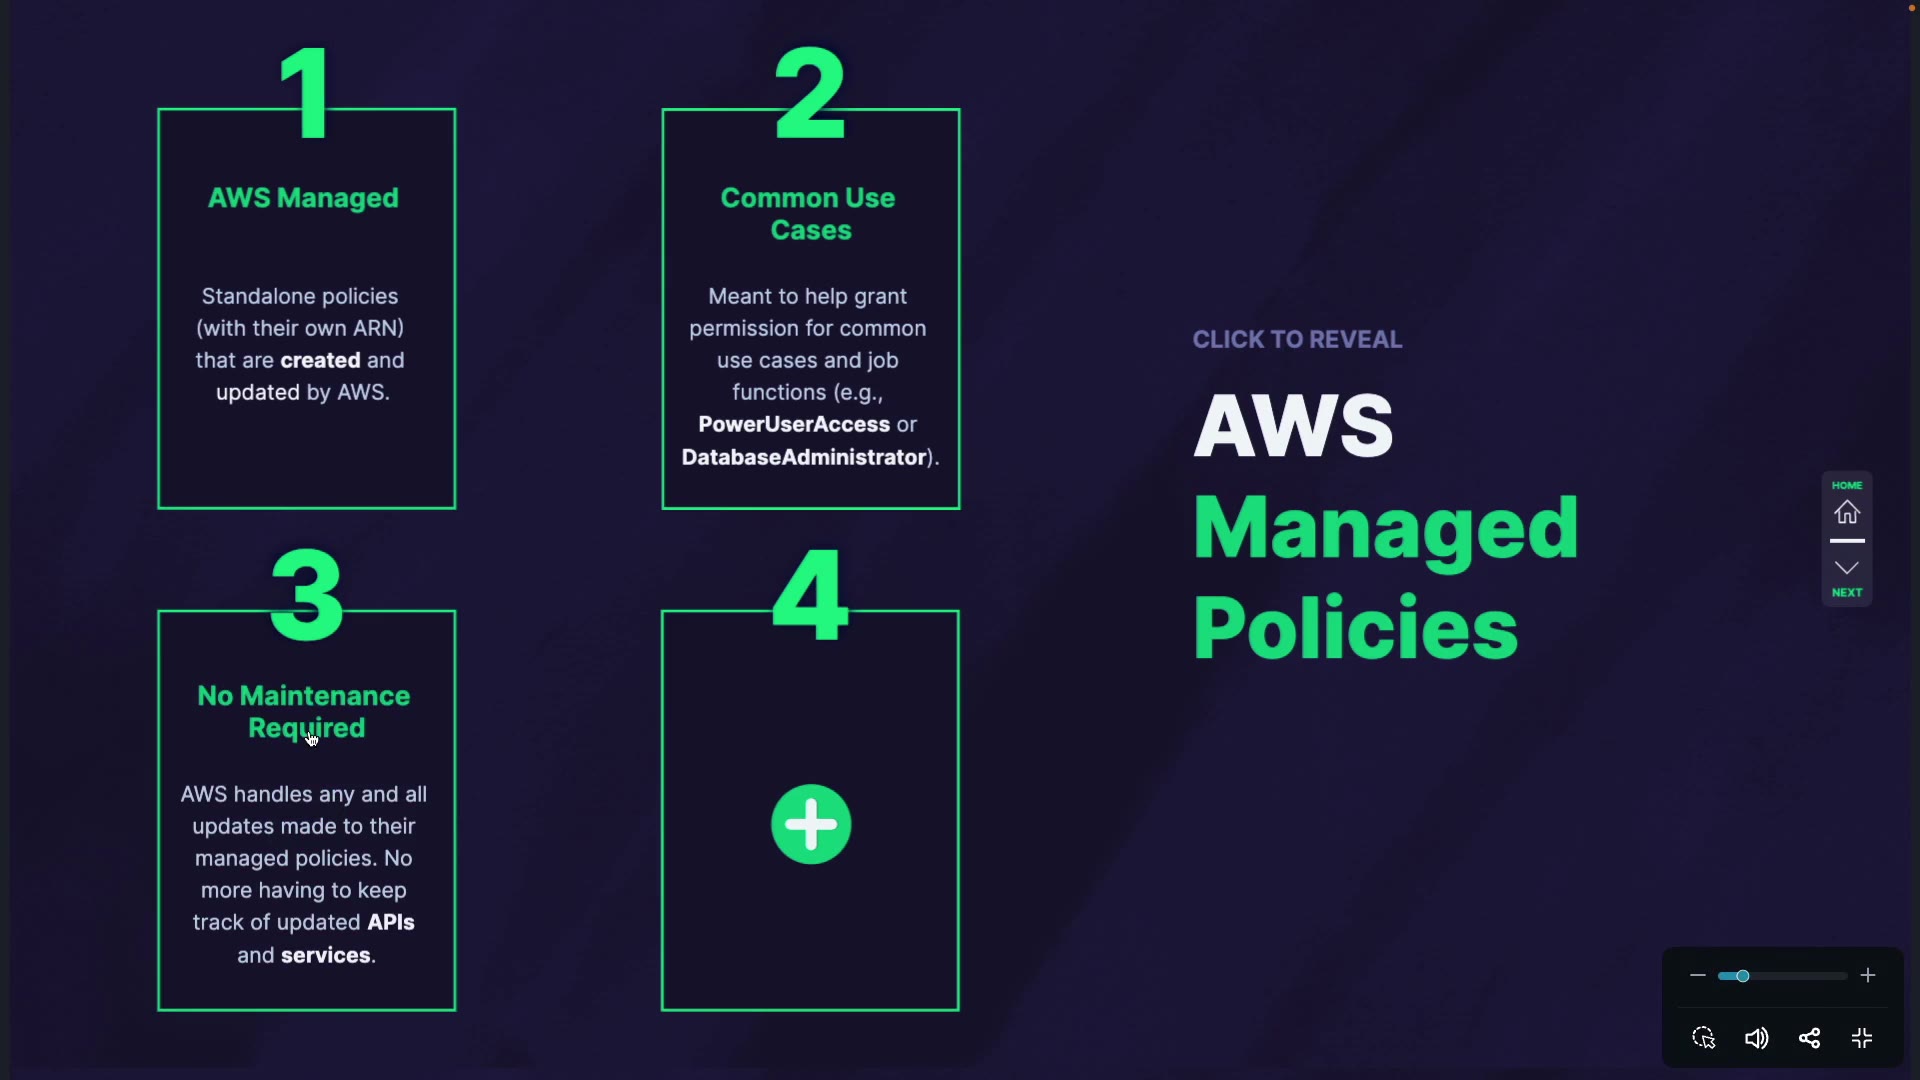 1
AWS Managed
Standalone policies
(with their own ARN)
that are created and
updated by AWS.
2
Common Use
Cases
Meant to help grant
permission for common
use cases and job
functions (e.g.,
PowerUserAccess or
DatabaseAdministrator).
3
No Maintenance
Required
AWS handles any and all
updates made to their
managed policies. No
more having to keep
track of updated APIs
and services.
4
CLICK TO REVEAL
AWS
Managed
Policies
HOME
NEXT